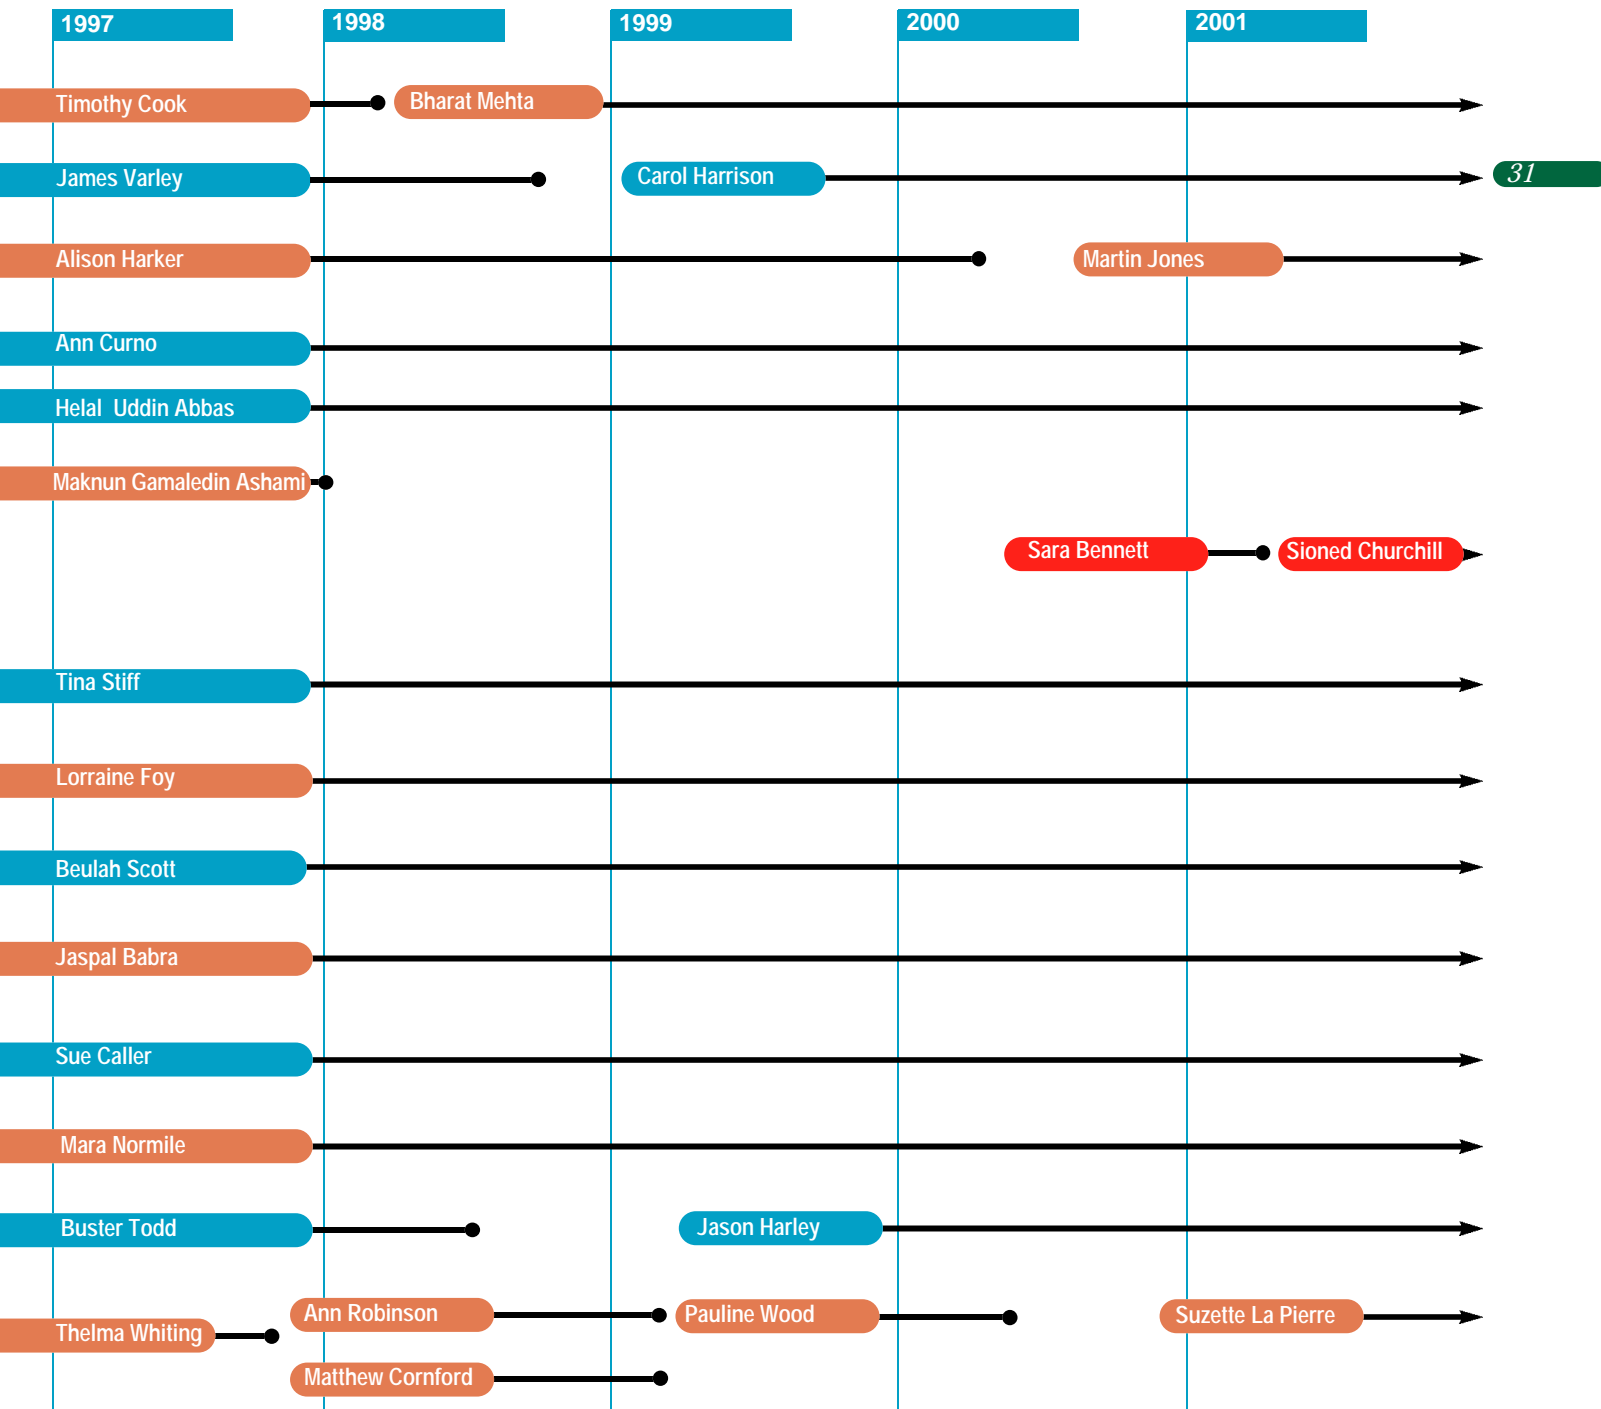 1997 1998 1999 2000 2001
Timothy Cook Bharat Mehta
James Varley Carol Harrison 31
Alison Harker Martin Jones
Ann Curno
Helal Uddin Abbas
Maknun Gamaledin Ashami
Sara Bennett Sioned Churchill
Tina Stiff
Lorraine Foy
Beulah Scott
Jaspal Babra
Sue Caller
Mara Normile
Buster Todd Jason Harley
Ann Robinson Pauline Wood Suzette La Pierre
Thelma Whiting
Matthew Cornford